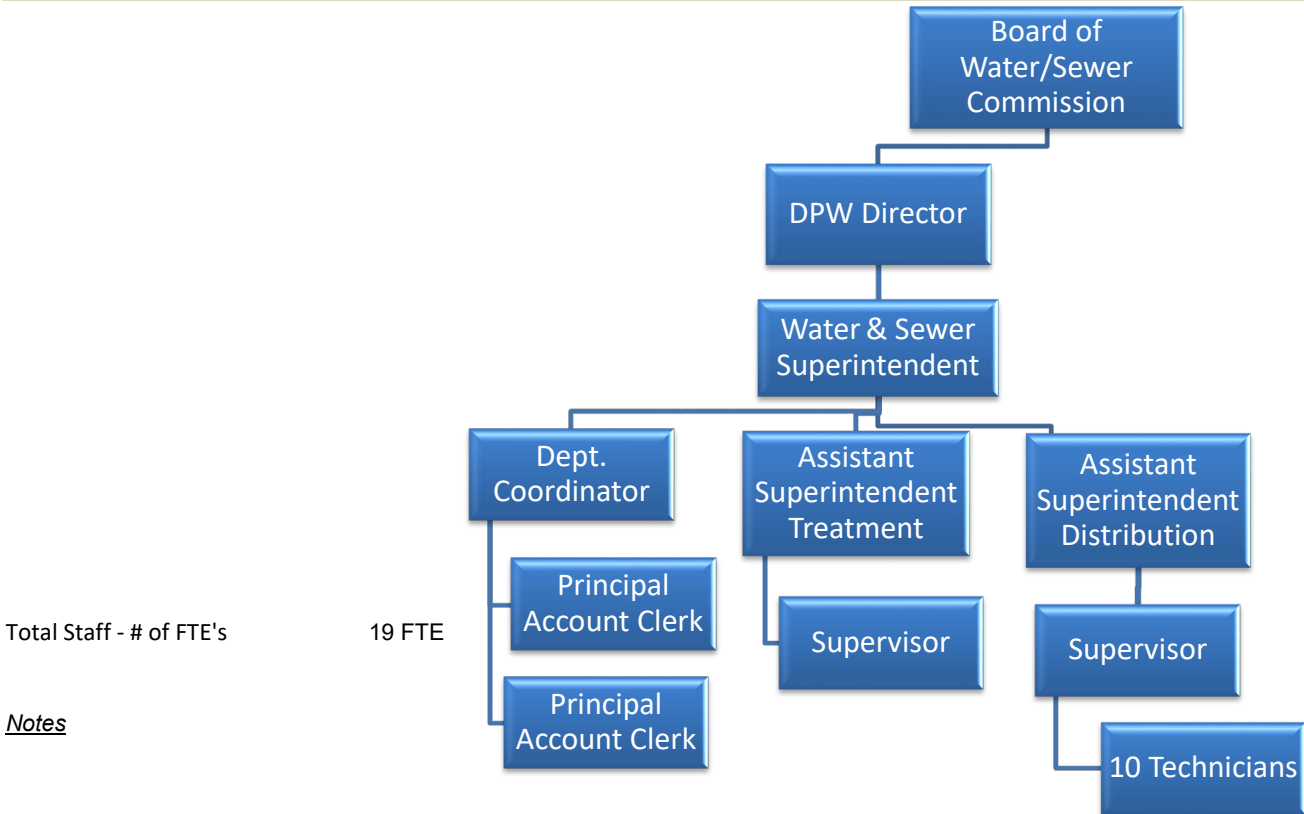 Board of
Water/Sewer
Commission
DPW Director
Water & Sewer
Superintendent
Dept.
Coordinator
Assistant
Superintendent
Treatment
Assistant
Superintendent
Distribution
Principal
Account Clerk
Supervisor
Supervisor
Total Staff - # of FTE's 19 FTE
Principal
Account Clerk
10 Technicians
Notes